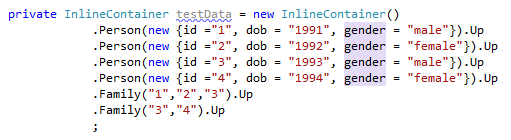 private InlineContainer testData = new InlineContainer()
.Person(new {id ="1", dob = "1991", gender = "male"}).Up
.Person(new {id ="2", dob = "1992", gender = "female"}).Up
.Person(new {id ="3", dob = "1993", gender = "male"}).Up
.Person(new {id ="4", dob = "1994", gender = "female"}).Up
.Family("1","2","3").Up
.Family("3","4").Up
;